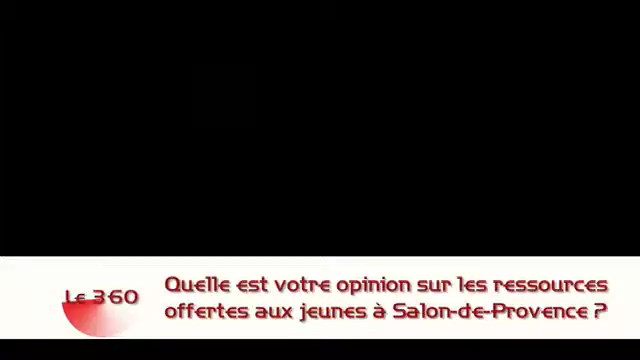 Le 360
Quelle est votre opinion sur les ressources
offertes aux jeunes à Salon-de-Provence ?